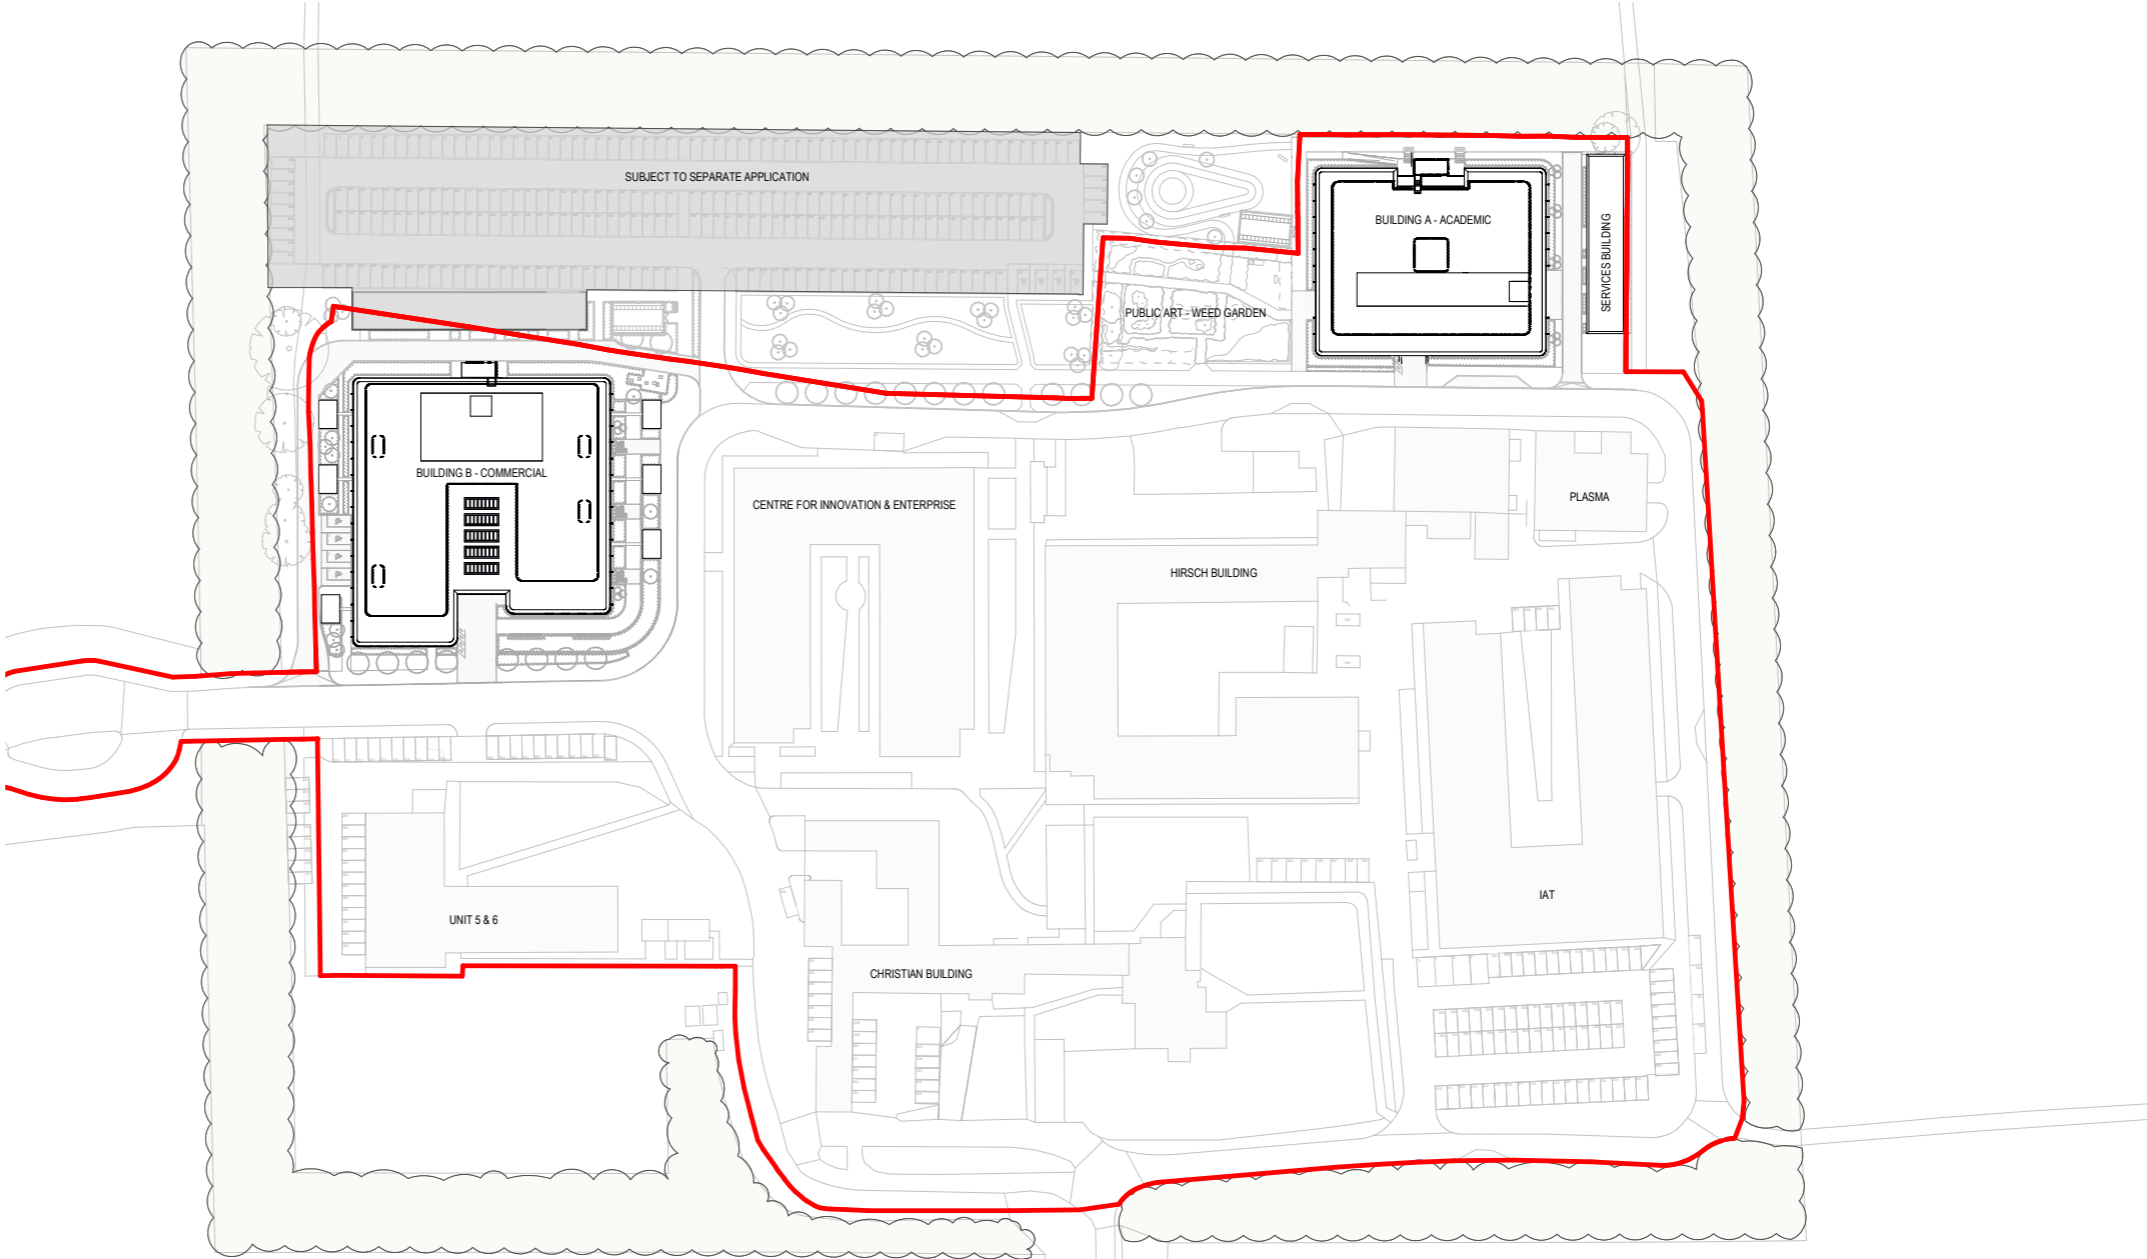 SUBJECT TO SEPARATE APPLICATION
BUILDING A - ACADEMIC
SERVICES BUILDING
PUBLIC ART - WEED GARDEN
BUILDING B - COMMERCIAL
CENTRE FOR INNOVATION & ENTERPRISE
PLASMA
HIRSCH BUILDING
IAT
UNIT 5 & 6
CHRISTIAN BUILDING